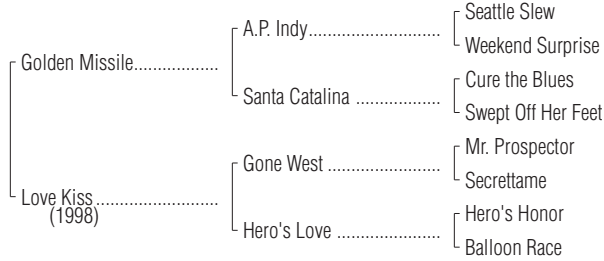 Seattle Slew
A.P. Indy
Weekend Surprise
Golden Missile
Cure the Blues
Santa Catalina
Swept Off Her Feet
Mr. Prospector
Gone West
Secrettame
Love Kiss
(1998)
Hero's Honor
Hero's Love
Balloon Race